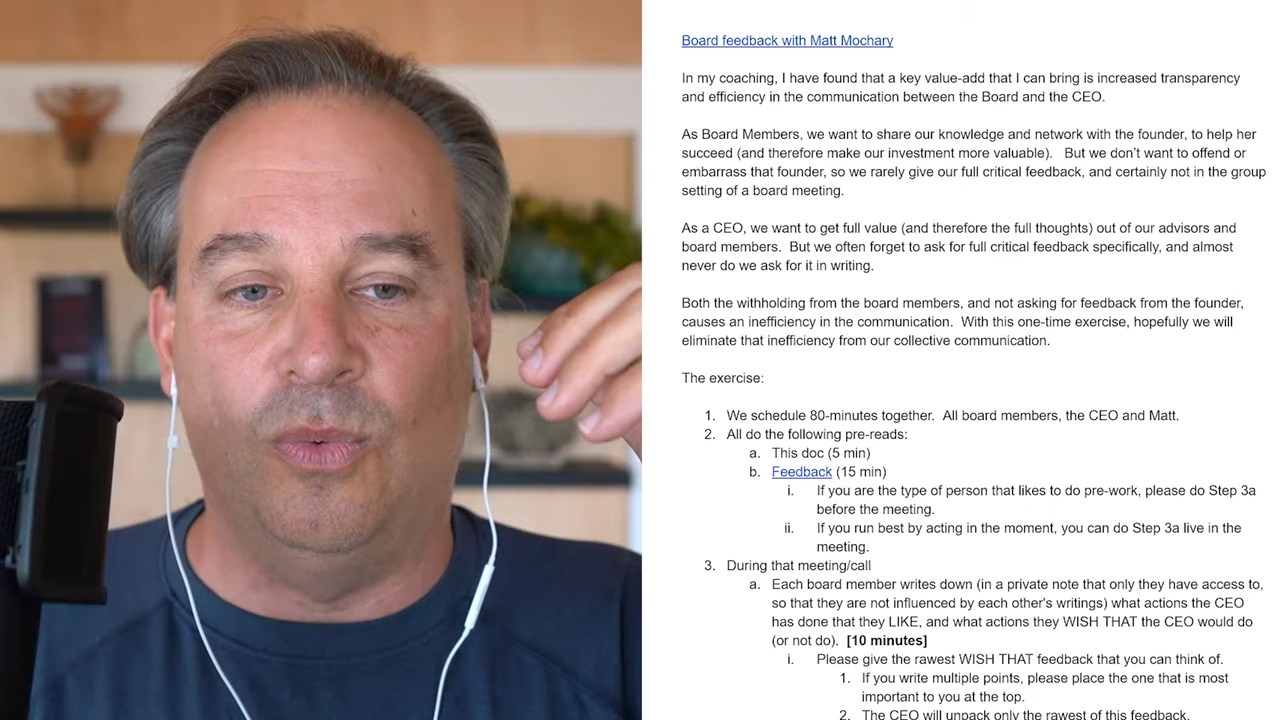 Board feedback with Matt Mochary
In my coaching, I have found that a key value-add that I can bring is increased transparency
and efficiency in the communication between the Board and the CEO.
As Board Members, we want to share our knowledge and network with the founder, to help her
succeed (and therefore make our investment more valuable).   But we don't want to offend or
embarrass that founder, so we rarely give our full critical feedback, and certainly not in the group
setting of a board meeting.
As a CEO, we want to get full value (and therefore the full thoughts) out of our advisors and
board members.  But we often forget to ask for full critical feedback specifically, and almost
never do we ask for it in writing.
Both the withholding from the board members, and not asking for feedback from the founder,
causes an inefficiency in the communication.  With this one-time exercise, hopefully we will
eliminate that inefficiency from our collective communication.
The exercise:
1. We schedule 80-minutes together.  All board members, the CEO and Matt.
2. All do the following pre-reads:
a. This doc (5 min)
b. Feedback (15 min)
i. If you are the type of person that likes to do pre-work, please do Step 3a
before the meeting.
ii. If you run best by acting in the moment, you can do Step 3a live in the
meeting.
3. During that meeting/call
a. Each board member writes down (in a private note that only they have access to,
so that they are not influenced by each other's writings) what actions the CEO
has done that they LIKE, and what actions they WISH THAT the CEO would do
(or not do).  [10 minutes]
i. Please give the rawest WISH THAT feedback that you can think of.
1. If you write multiple points, please place the one that is most
important to you at the top.
2. The CEO will unpack only the rawest of this feedback.